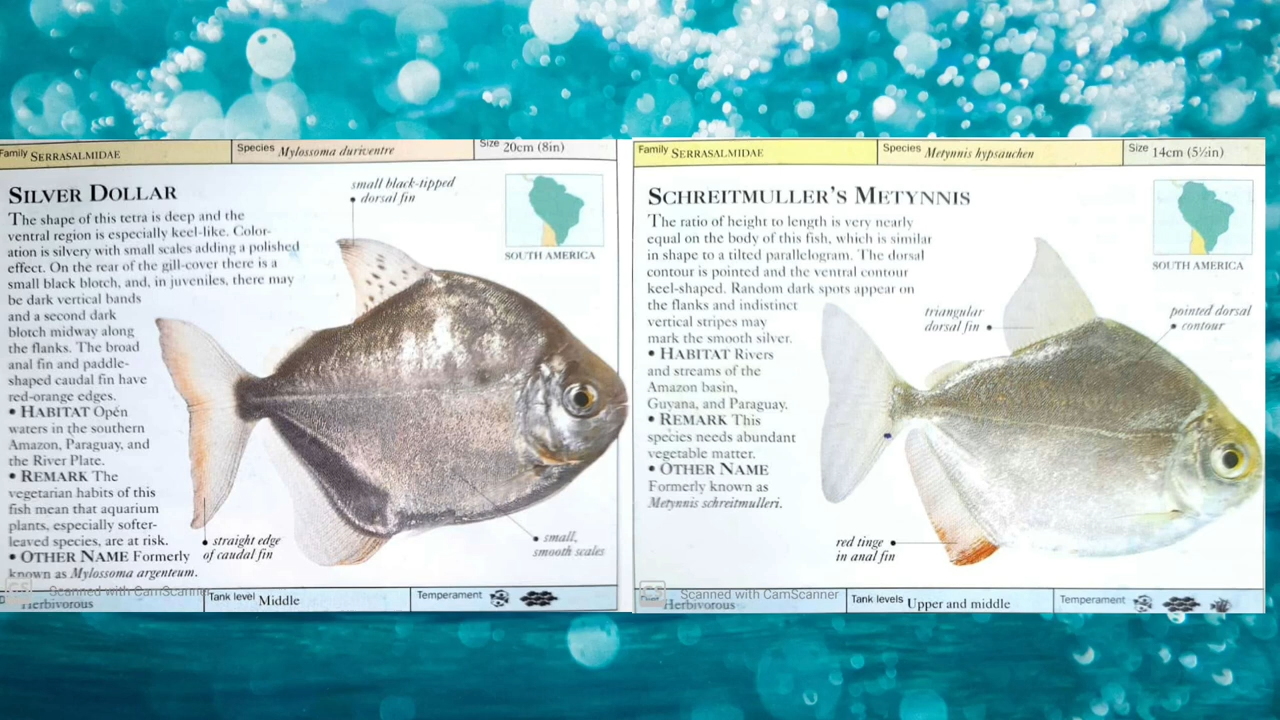 Family SERRASALMIDAE
Species Mylossoma duriventre
Size 20cm (8in)
SILVER DOLLAR
The shape of this tetra is deep and the
ventral region is especially keel-like. Color-
ation is silvery with small scales adding a polished
effect. On the rear of the gill-cover there is a
small black blotch, and, in juveniles, there may
be dark vertical bands
and a second dark
blotch midway along
the flanks. The broad
anal fin and paddle-
shaped caudal fin have
red-orange edges.
• HABITAT Open
waters in the southern
Amazon, Paraguay, and
the River Plate.
• REMARK The
vegetarian habits of this
fish mean that aquarium
plants, especially softer-
leaved species, are at risk.
• OTHER NAME Formerly
known as Mylossoma argenteum.
small black-tipped
dorsal fin
SOUTH AMERICA
straight edge
of caudal fin
small,
smooth scales
CS Scanned with CamScanner
Herbivorous
Tank level Middle
Temperament
Family SERRASALMIDAE
Species Metynnis hypsauchen
Size 14cm (5½in)
SCHREITMULLER'S METYNNIS
The ratio of height to length is very nearly
equal on the body of this fish, which is similar
in shape to a tilted parallelogram. The dorsal
contour is pointed and the ventral contour
keel-shaped. Random dark spots appear on
the flanks and indistinct
vertical stripes may
mark the smooth silver.
• HABITAT Rivers
and streams of the
Amazon basin,
Guyana, and Paraguay.
• REMARK This
species needs abundant
vegetable matter.
• OTHER NAME
Formerly known as
Metynnis schreitmulleri.
SOUTH AMERICA
triangular
dorsal fin
pointed dorsal
contour
red tinge
in anal fin
CS Scanned with CamScanner
Herbivorous
Tank levels Upper and middle
Temperament